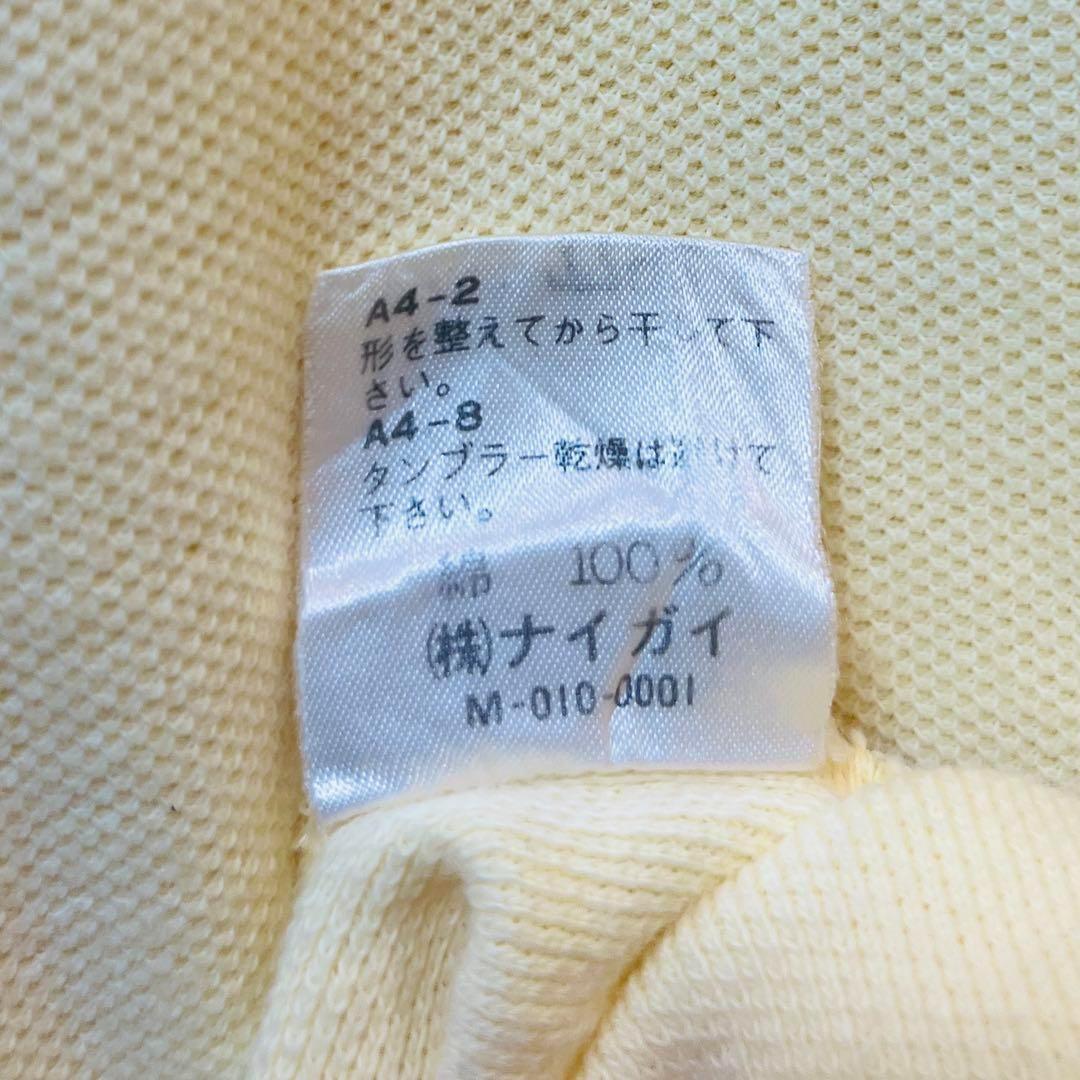 A4-2
形を整えてから干して下
さい。
A4-8
タンブラー乾燥は避けて
下さい。
綿 100%
㈱ナイガイ
M-010-0001